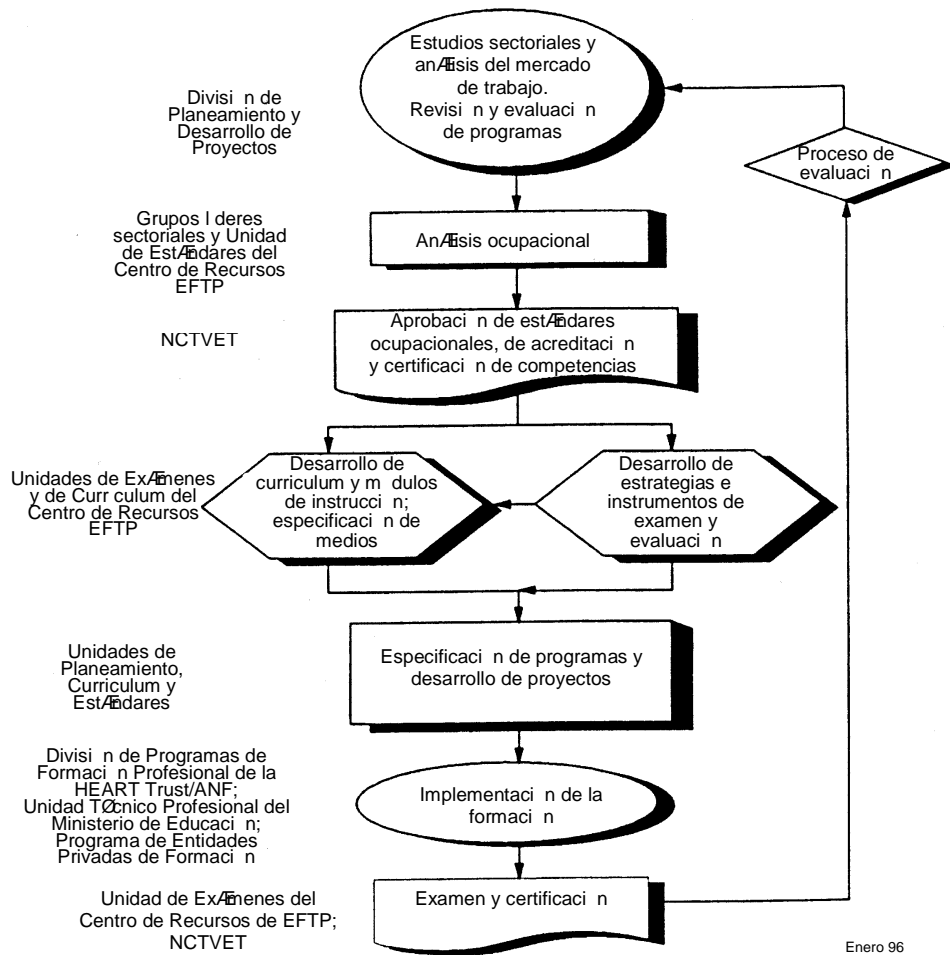 Estudios sectoriales y
anÆlisis del mercado
de trabajo.
Revisi n y evaluaci n
de programas
Divisi n de
Planeamiento y
Desarrollo de
Proyectos
Proceso de
evaluaci n
Grupos l deres
sectoriales y Unidad
de EstÆndares del
Centro de Recursos
EFTP
AnÆlisis ocupacional
NCTVET
Aprobaci n de estÆndares
ocupacionales, de acreditaci n
y certificaci n de competencias
Unidades de ExÆmenes
y de Curr culum del
Centro de Recursos
EFTP
Desarrollo de
curriculum y m dulos
de instrucci n;
especificaci n de
medios
Desarrollo de
estrategias e
instrumentos de
examen y
evaluaci n
Unidades de
Planeamiento,
Curriculum y
EstÆndares
Especificaci n de programas y
desarrollo de proyectos
Divisi n de Programas de
Formaci n Profesional de la
HEART Trust/ANF;
Unidad TØcnico Profesional del
Ministerio de Educaci n;
Programa de Entidades
Privadas de Formaci n
Implementaci n de la
formaci n
Unidad de ExÆmenes del
Centro de Recursos de EFTP;
NCTVET
Examen y certificaci n
Enero 96